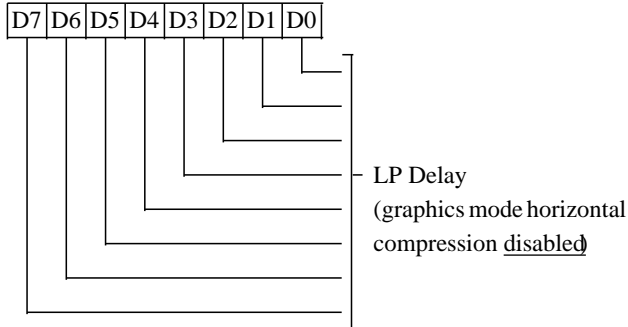 D7 D6 D5 D4 D3 D2 D1 D0
LP Delay
(graphics mode horizontal
compression disabled)